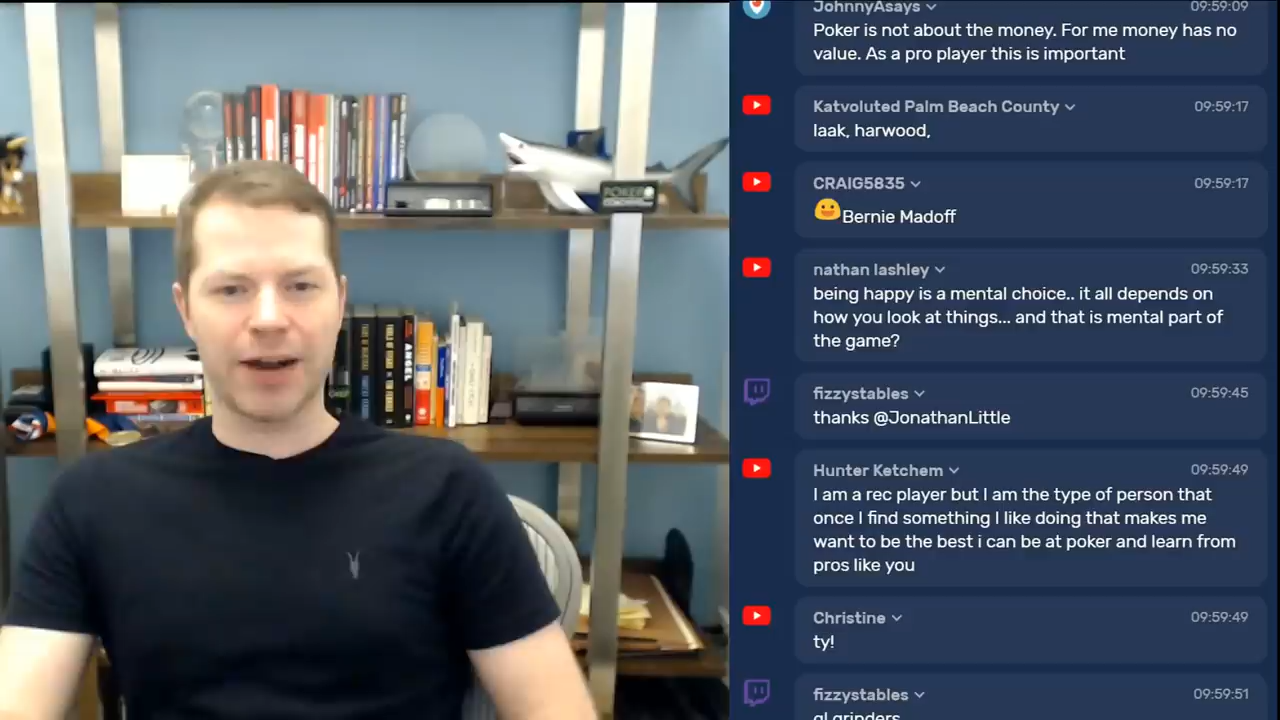 JohnnyAsays 09:59:09
Poker is not about the money. For me money has no
value. As a pro player this is important
Katvoluted Palm Beach County 09:59:17
laak, harwood,
CRAIG5835 09:59:17
😀Bernie Madoff
nathan lashley 09:59:33
being happy is a mental choice.. it all depends on
how you look at things... and that is mental part of
the game?
fizzystables 09:59:45
thanks @JonathanLittle
Hunter Ketchem 09:59:49
I am a rec player but I am the type of person that
once I find something I like doing that makes me
want to be the best i can be at poker and learn from
pros like you
Christine 09:59:49
ty!
fizzystables 09:59:51
gl grinders
POKER
COACHING
ANGEL